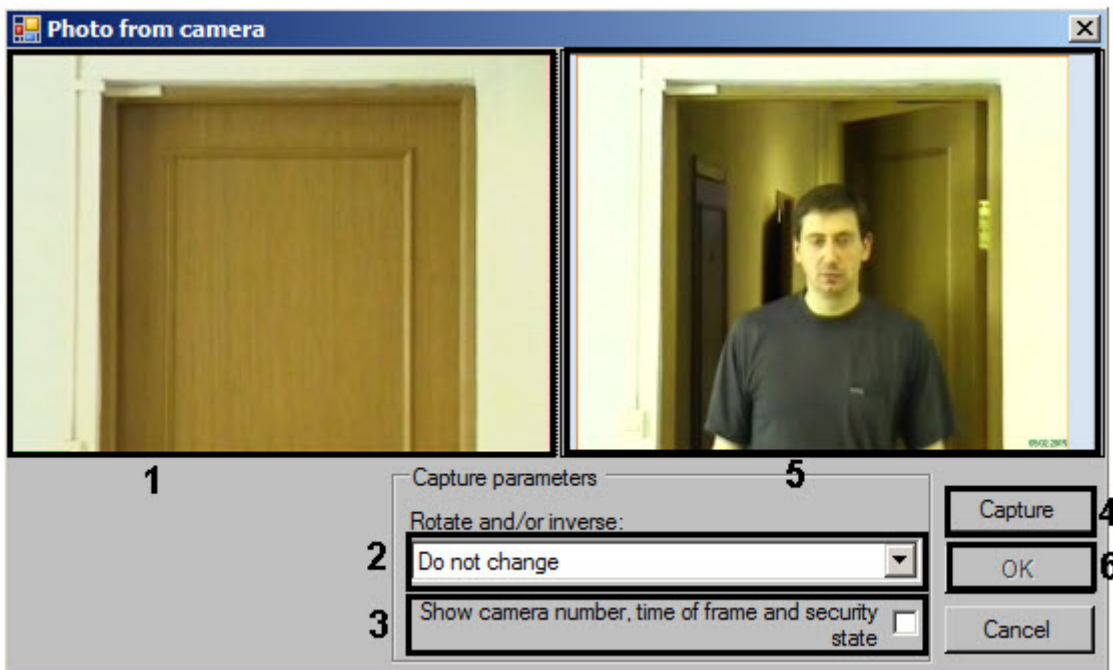 Photo from camera
1
5
Capture parameters
Rotate and/or inverse:
2
Do not change
3
Show camera number, time of frame and security
state
Capture
4
OK
6
Cancel